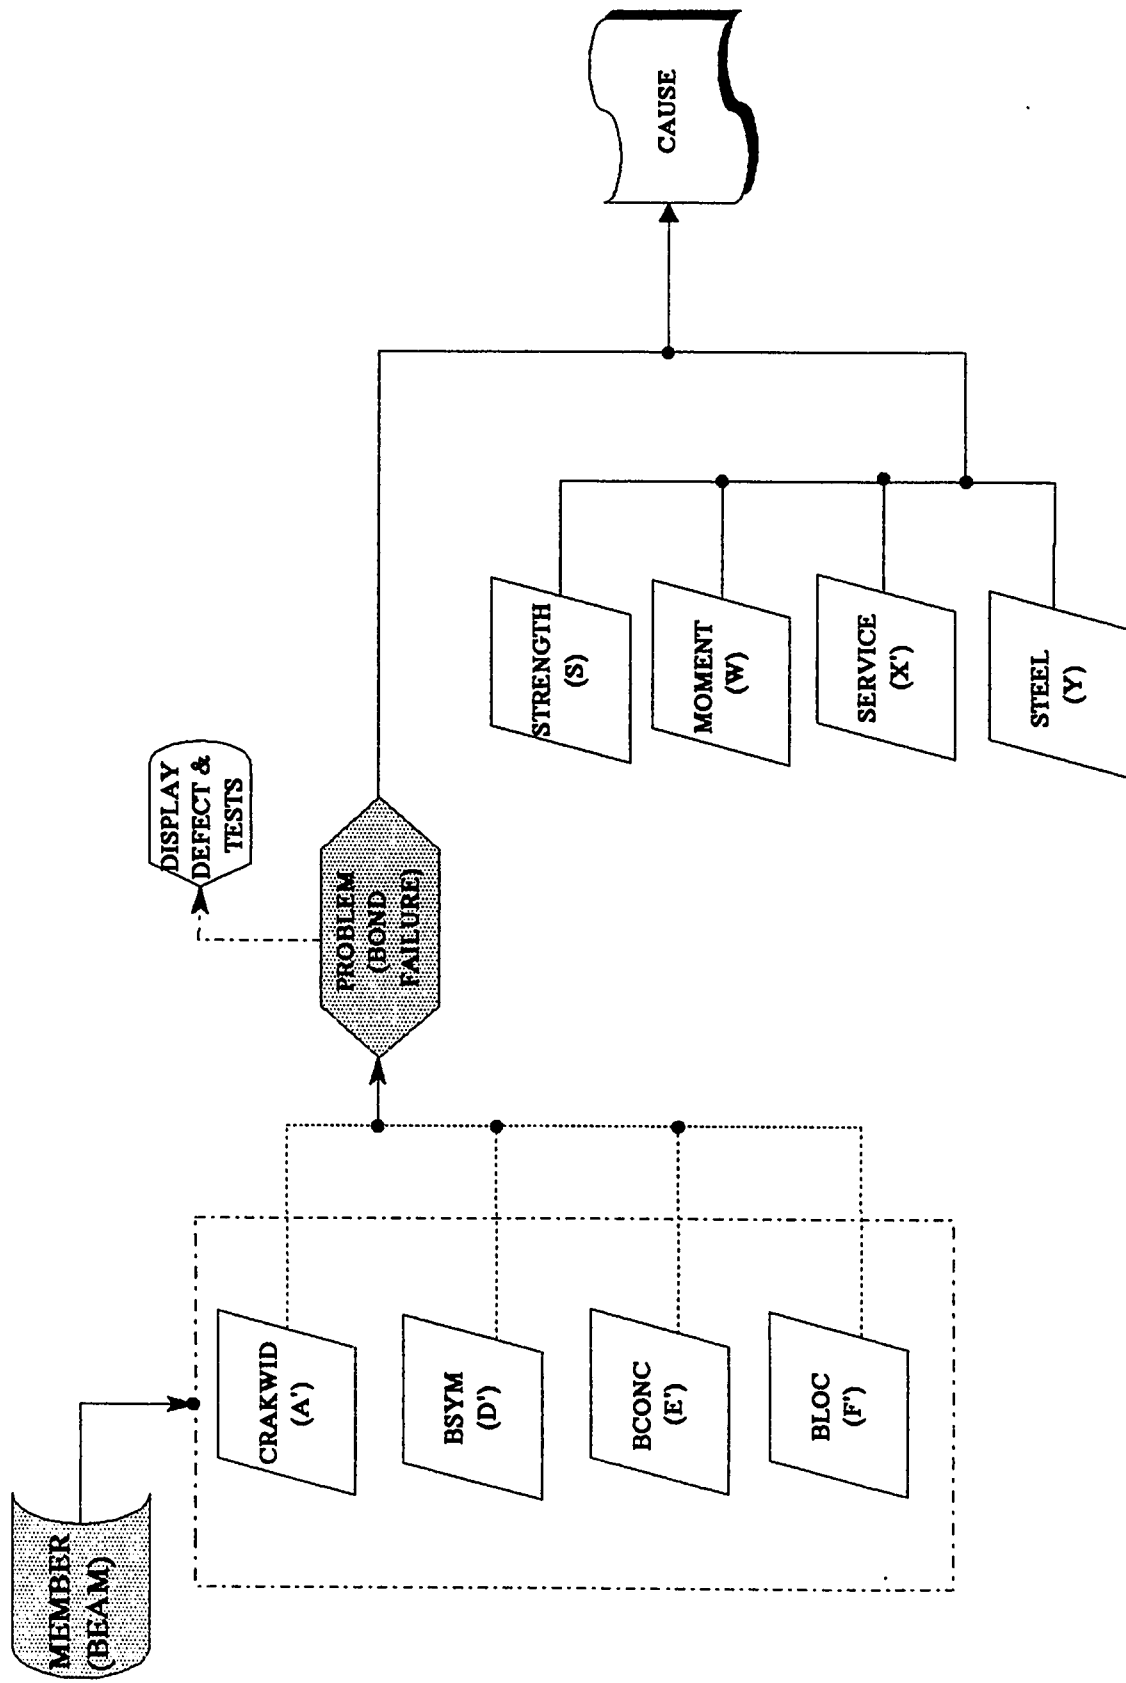 MEMBER
(BEAM)
CRAKWID
(A')
BSYM
(D')
BCONC
(E')
BLOC
(F')
DISPLAY
DEFECT &
TESTS
PROBLEM
(BOND
FAILURE)
STRENGTH
(S)
MOMENT
(W)
SERVICE
(X')
STEEL
(Y)
CAUSE